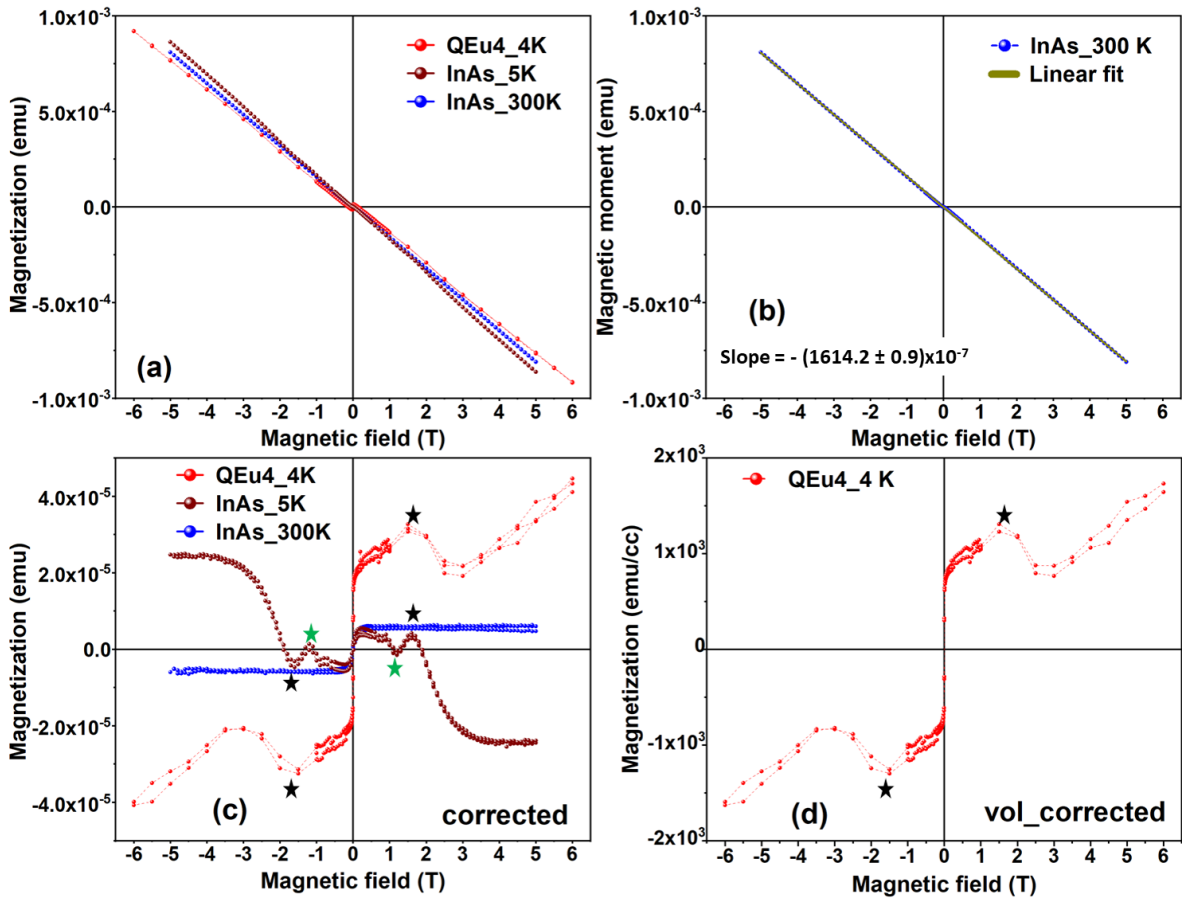 1.0x10⁻³
5.0x10⁻⁴
0.0
-5.0x10⁻⁴
-1.0x10⁻³
Magnetization (emu)
QEu4_4K
InAs_5K
InAs_300K
(a)
-6 -5 -4 -3 -2 -1 0 1 2 3 4 5 6
Magnetic field (T)
1.0x10⁻³
5.0x10⁻⁴
0.0
-5.0x10⁻⁴
-1.0x10⁻³
Magnetic moment (emu)
InAs_300 K
Linear fit
(b)
Slope = - (1614.2 ± 0.9)x10⁻⁷
-6 -5 -4 -3 -2 -1 0 1 2 3 4 5 6
Magnetic field (T)
4.0x10⁻⁵
2.0x10⁻⁵
0.0
-2.0x10⁻⁵
-4.0x10⁻⁵
Magnetization (emu)
QEu4_4K
InAs_5K
InAs_300K
(c)
corrected
-6 -5 -4 -3 -2 -1 0 1 2 3 4 5 6
Magnetic field (T)
2x10³
1x10³
0
-1x10³
-2x10³
Magnetization (emu/cc)
QEu4_4 K
(d)
vol_corrected
-6 -5 -4 -3 -2 -1 0 1 2 3 4 5 6
Magnetic field (T)